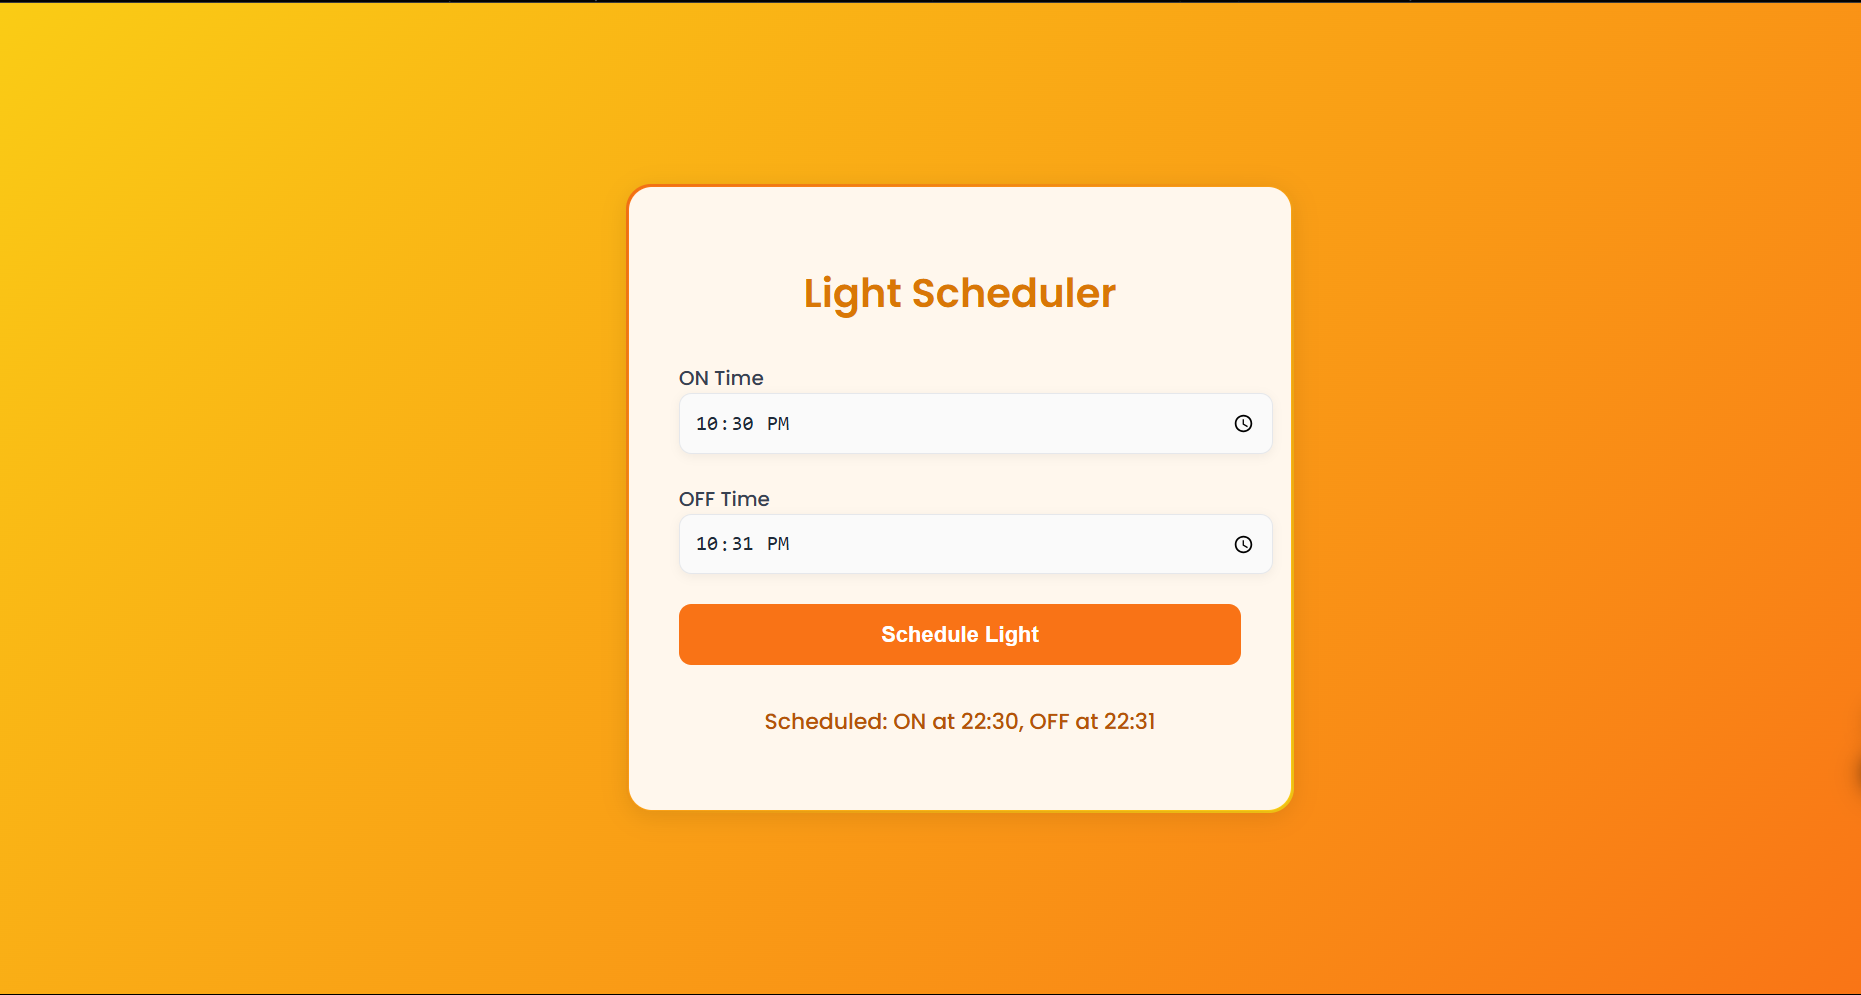 Light Scheduler
ON Time
10:30 PM
OFF Time
10:31 PM
Schedule Light
Scheduled: ON at 22:30, OFF at 22:31